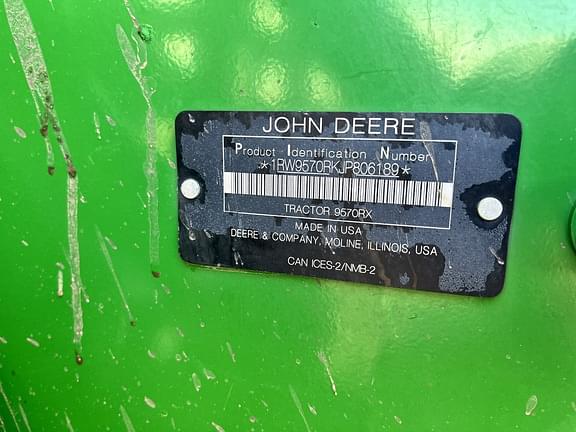 JOHN DEERE
Product Identification Number
*1RW9570RKJP806189*
TRACTOR 9570RX
MADE IN USA
DEERE & COMPANY, MOLINE, ILLINOIS, USA
CAN ICES-2/NMB-2